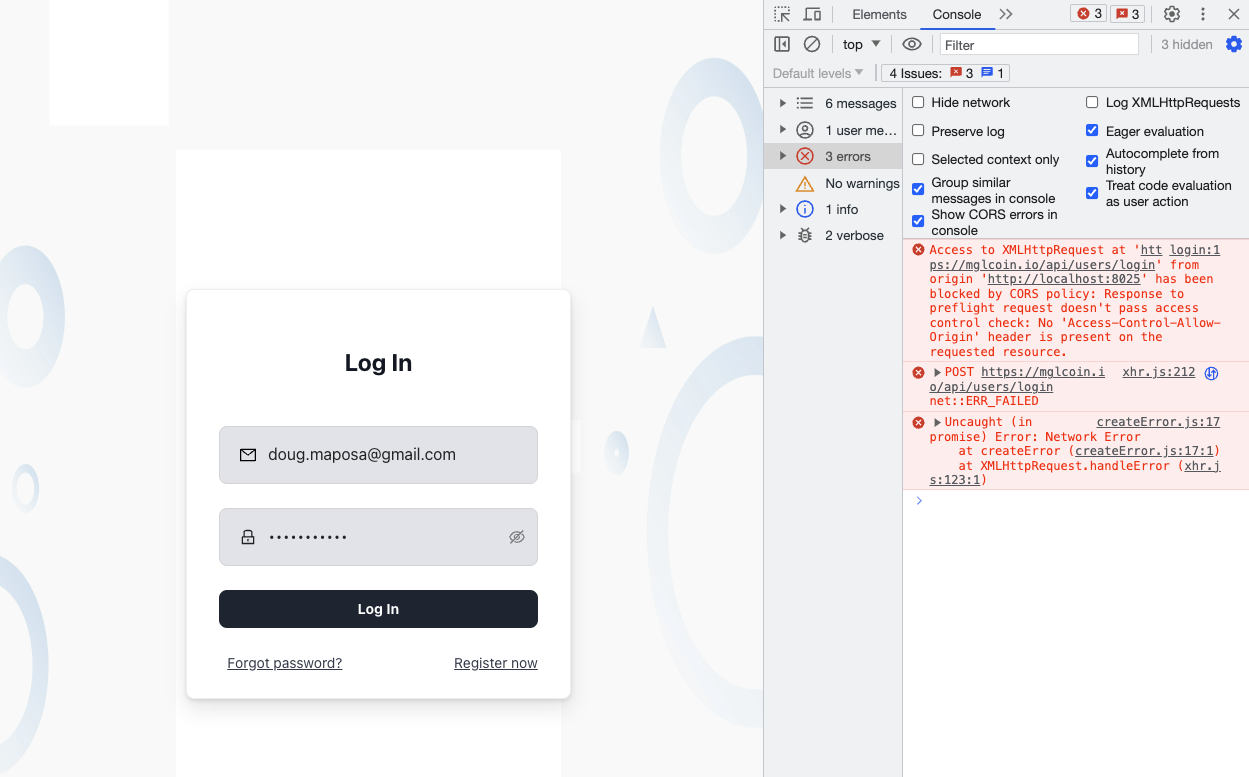 Log In
doug.maposa@gmail.com
•••••••••••
Log In
Forgot password?
Register now
Elements
Console
3
3
top
Filter
3 hidden
Default levels
4 Issues: 3 1
6 messages
1 user me…
3 errors
No warnings
1 info
2 verbose
Hide network
Log XMLHttpRequests
Preserve log
Eager evaluation
Selected context only
Autocomplete from
history
Group similar
messages in console
Treat code evaluation
as user action
Show CORS errors in
console
Access to XMLHttpRequest at 'htt login:1
ps://mglcoin.io/api/users/login' from
origin 'http://localhost:8025' has been
blocked by CORS policy: Response to
preflight request doesn't pass access
control check: No 'Access-Control-Allow-
Origin' header is present on the
requested resource.
POST https://mglcoin.i xhr.js:212
o/api/users/login
net::ERR_FAILED
Uncaught (in createError.js:17
promise) Error: Network Error
at createError (createError.js:17:1)
at XMLHttpRequest.handleError (xhr.j
s:123:1)